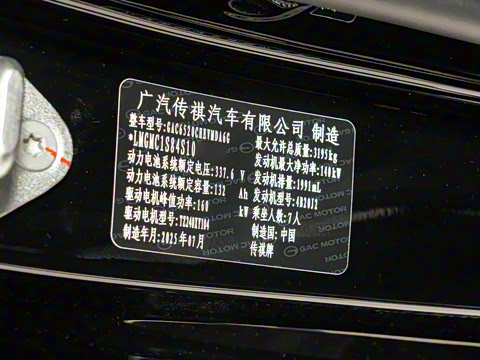 广汽传祺汽车有限公司 制造
整车型号:GAC6520CHEVMDA6G
*LMGMC1S84S10
动力电池系统额定电压:337.6 V
动力电池系统额定容量:132 Ah
驱动电机峰值功率:160 kW
驱动电机型号:TZ240XY104
制造年月:2025年07月
最大允许总质量:3195kg
发动机最大净功率:140kW
发动机排量:1991mL
发动机型号:4B20J2
乘坐人数:7人
制造国:中国
传祺牌
GAC MOTOR